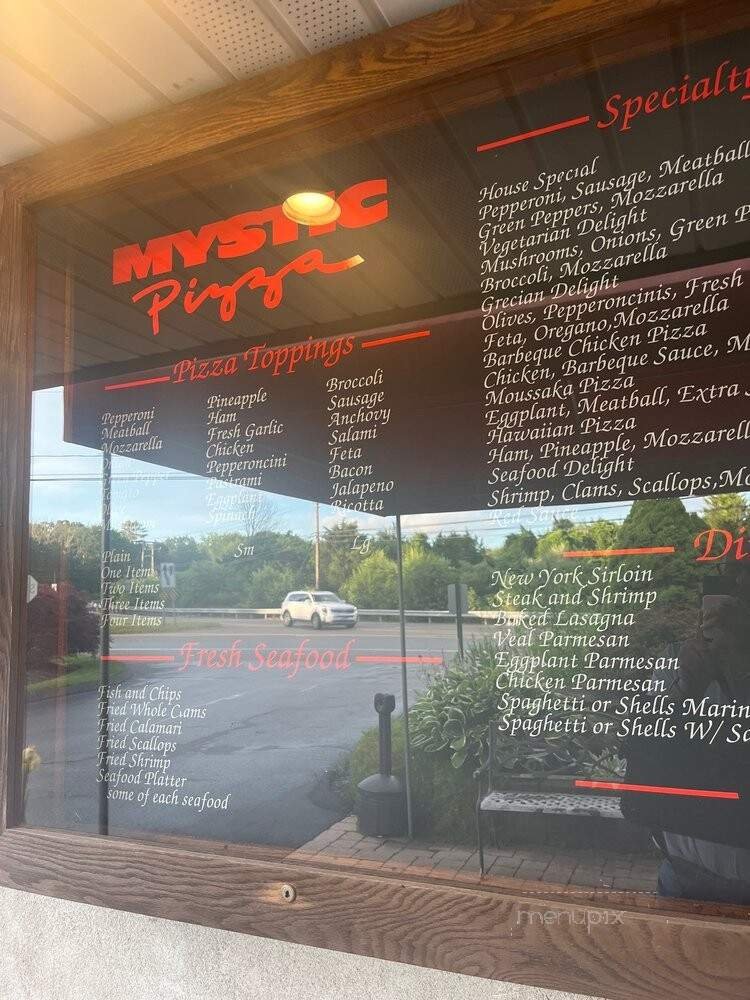 MYSTIC
Pizza
Pizza Toppings
Pepperoni
Meatball
Mozzarella
Pineapple
Ham
Fresh Garlic
Chicken
Pepperoncini
Pastrami
Eggplant
Spinach
Broccoli
Sausage
Anchovy
Salami
Feta
Bacon
Jalapeno
Ricotta
Sm Lg
Plain
One Item
Two Items
Three Items
Four Items
Fresh Seafood
Fish and Chips
Fried Whole Clams
Fried Calamari
Fried Scallops
Fried Shrimp
Seafood Platter
some of each seafood
Specialty
House Special
Pepperoni, Sausage, Meatball
Green Peppers, Mozzarella
Vegetarian Delight
Mushrooms, Onions, Green P
Broccoli, Mozzarella
Grecian Delight
Olives, Pepperoncinis, Fresh
Feta, Oregano,Mozzarella
Barbeque Chicken Pizza
Chicken, Barbeque Sauce, M
Moussaka Pizza
Eggplant, Meatball, Extra
Hawaiian Pizza
Ham, Pineapple, Mozzarell
Seafood Delight
Shrimp, Clams, Scallops,Mo
Red Sauce
Di
New York Sirloin
Steak and Shrimp
Baked Lasagna
Veal Parmesan
Eggplant Parmesan
Chicken Parmesan
Spaghetti or Shells Marin
Spaghetti or Shells W/ Sa
menupix